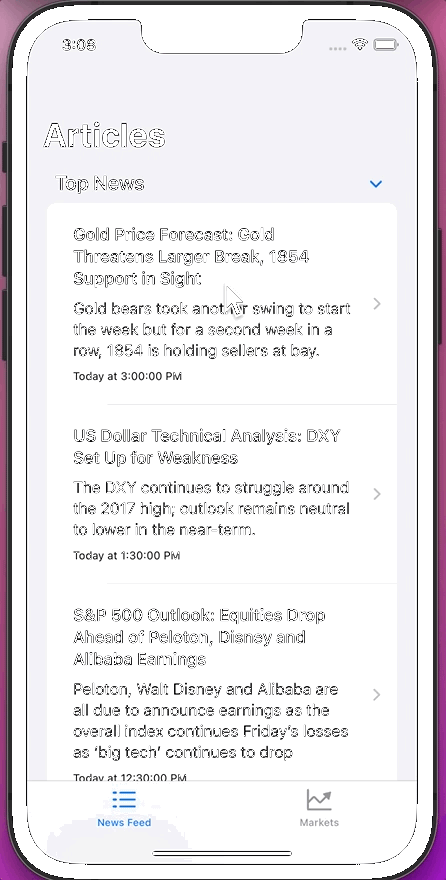 3:08
Articles
Top News
Gold Price Forecast: Gold
Threatens Larger Break, 1854
Support in Sight
Gold bears took another swing to start
the week but for a second week in a
row, 1854 is holding sellers at bay.
Today at 3:00:00 PM
US Dollar Technical Analysis: DXY
Set Up for Weakness
The DXY continues to struggle around
the 2017 high; outlook remains neutral
to lower in the near-term.
Today at 1:30:00 PM
S&P 500 Outlook: Equities Drop
Ahead of Peloton, Disney and
Alibaba Earnings
Peloton, Walt Disney and Alibaba are
all due to announce earnings as the
overall index continues Friday's losses
as 'big tech' continues to drop
Today at 12:30:00 PM
News Feed
Markets